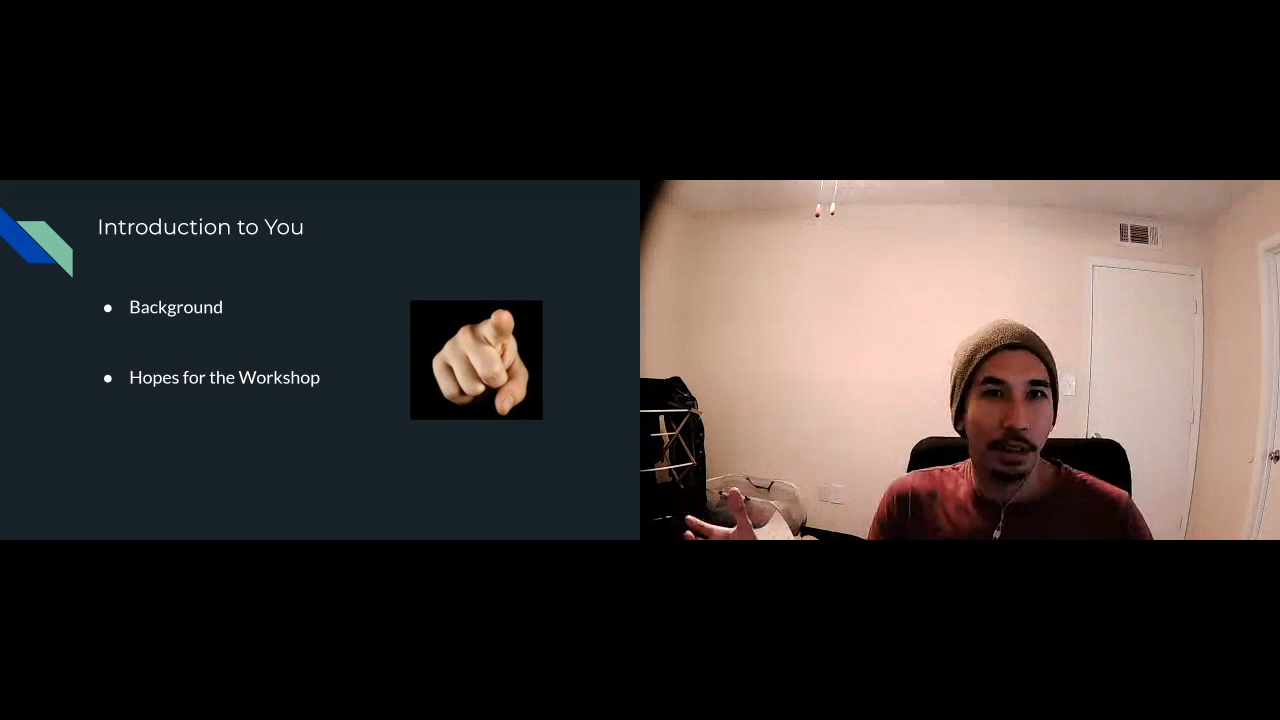 Introduction to You
● Background
● Hopes for the Workshop